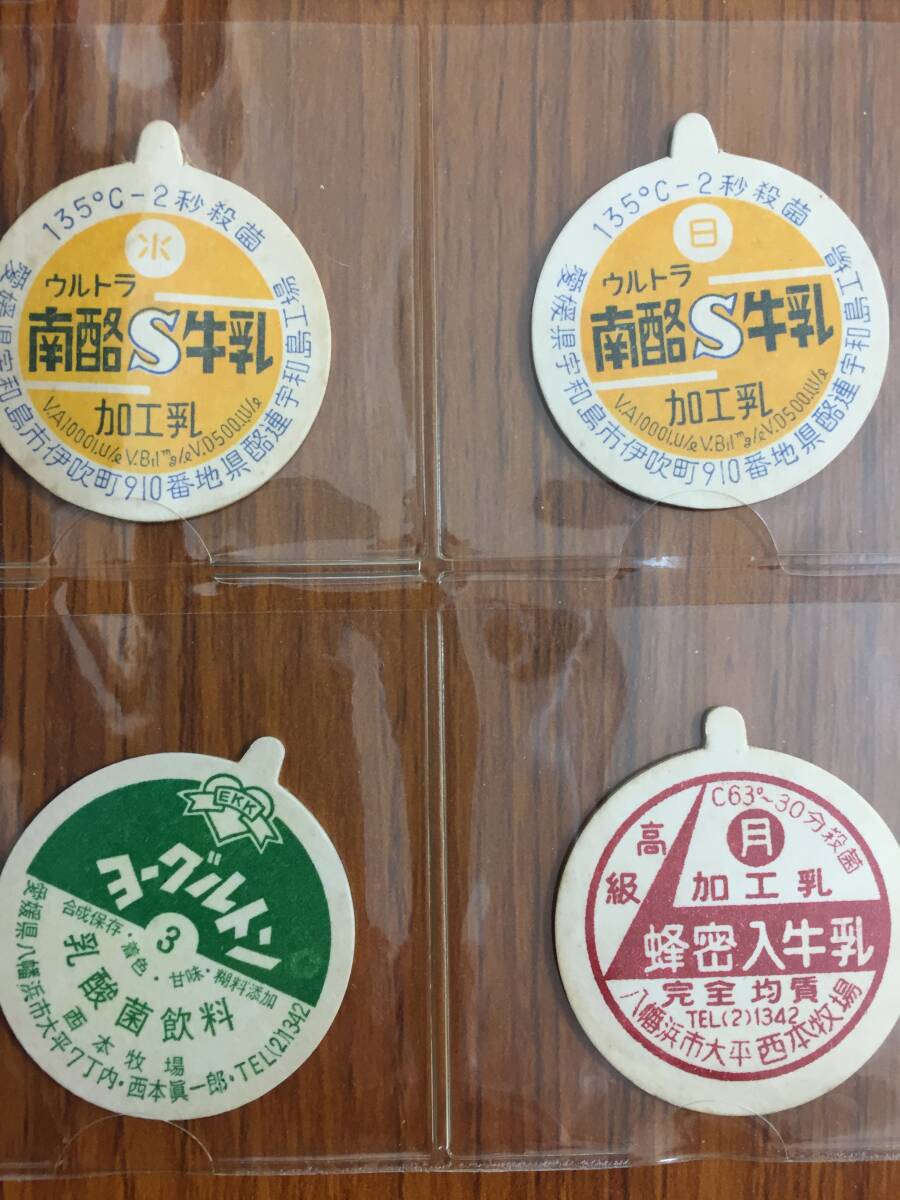 135°C-2秒殺菌
水
ウルトラ
南酪S牛乳
加工乳
V.A1000I.U/ℓ V.B₁1mg/ℓ V.D500I.U/ℓ
愛媛県宇和島市伊吹町910番地県酪連宇和島工場
135°C-2秒殺菌
日
ウルトラ
南酪S牛乳
加工乳
V.A1000I.U/ℓ V.B₁1mg/ℓ V.D500I.U/ℓ
愛媛県宇和島市伊吹町910番地県酪連宇和島工場
EKK
ヨーグルトン
3
合成保存・着色・甘味・糊料添加
乳酸菌飲料
西本牧場
愛媛県八幡浜市大平7丁内・西本眞一郎・TEL(2)1342
C63°~30分殺菌
高級
月
加工乳
蜂密入牛乳
完全均質
TEL(2)1342
八幡浜市大平西本牧場